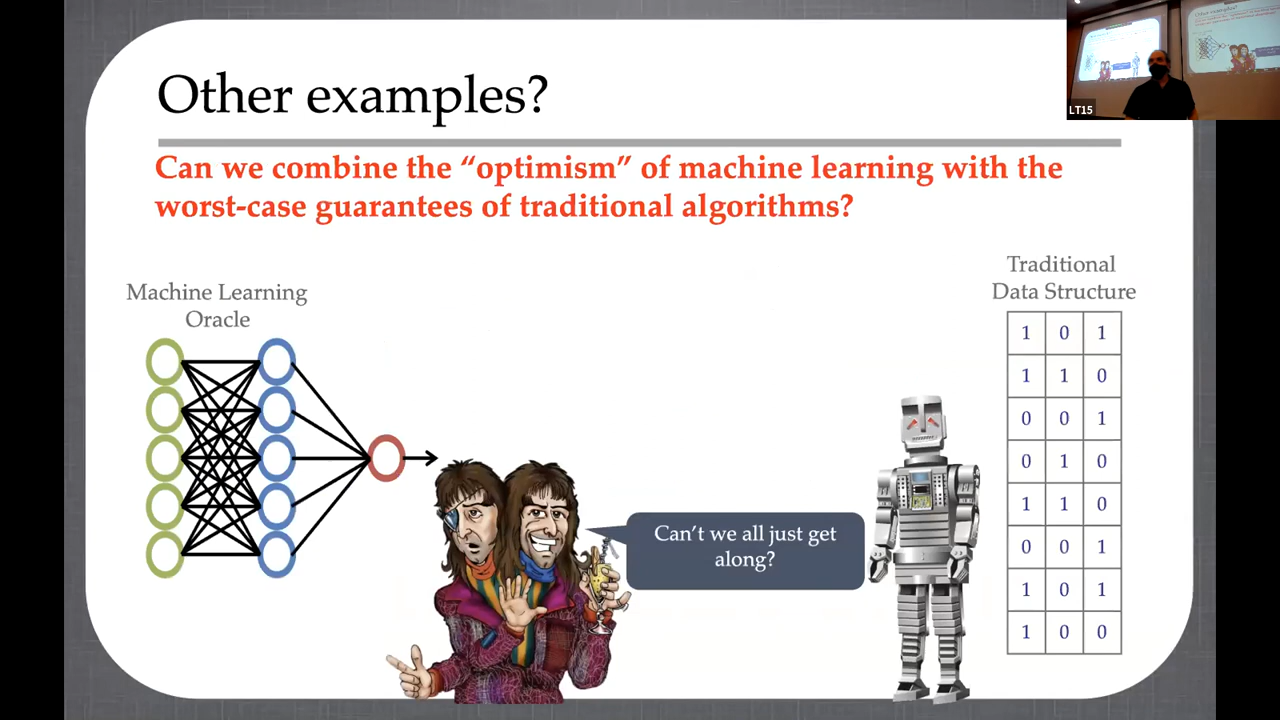 Other examples?
Can we combine the “optimism” of machine learning with the
worst-case guarantees of traditional algorithms?
Machine Learning
Oracle
Can’t we all just get
along?
Traditional
Data Structure
1 0 1
1 1 0
0 0 1
0 1 0
1 1 0
0 0 1
1 0 1
1 0 0
LT15